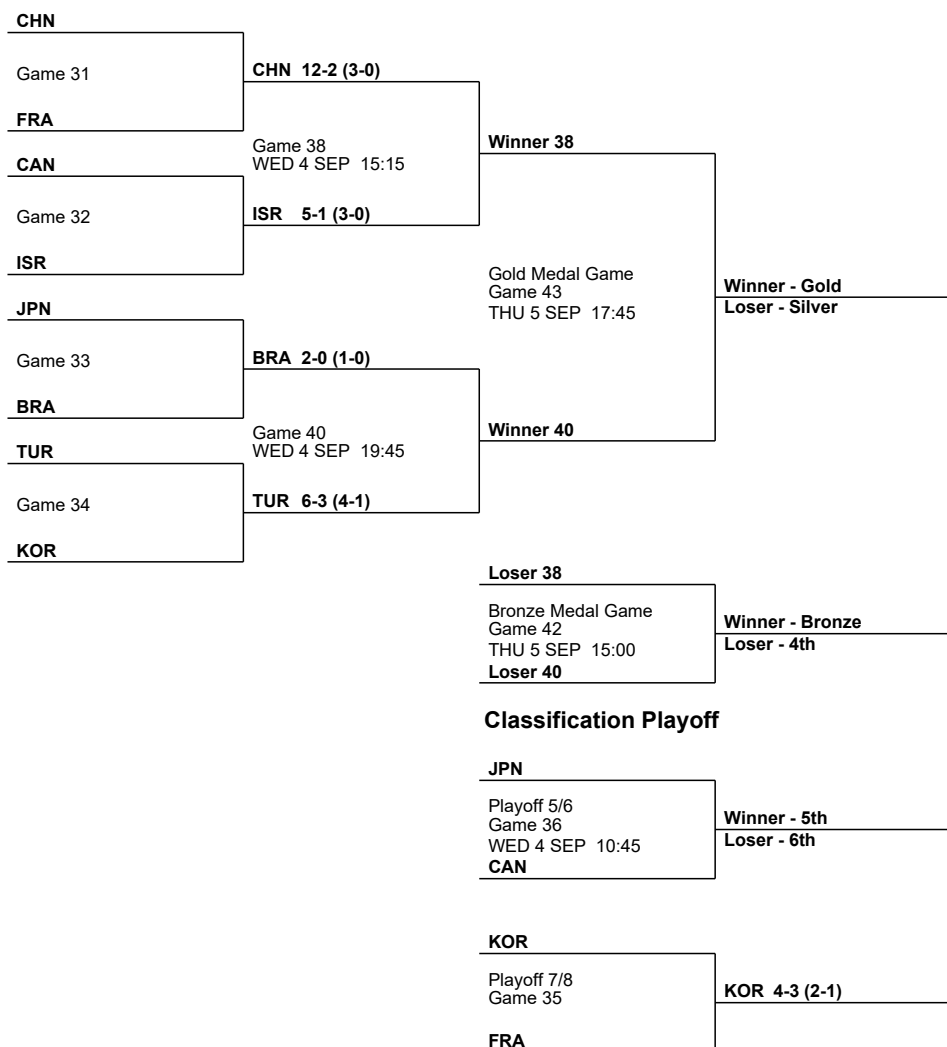 CHN
Game 31
CHN 12-2 (3-0)
FRA
Game 38
WED 4 SEP 15:15
Winner 38
CAN
Game 32
ISR 5-1 (3-0)
ISR
Gold Medal Game
Game 43
THU 5 SEP 17:45
Winner - Gold
Loser - Silver
JPN
Game 33
BRA 2-0 (1-0)
BRA
Game 40
WED 4 SEP 19:45
Winner 40
TUR
Game 34
TUR 6-3 (4-1)
KOR
Loser 38
Bronze Medal Game
Game 42
THU 5 SEP 15:00
Loser 40
Winner - Bronze
Loser - 4th
Classification Playoff
JPN
Playoff 5/6
Game 36
WED 4 SEP 10:45
CAN
Winner - 5th
Loser - 6th
KOR
Playoff 7/8
Game 35
KOR 4-3 (2-1)
FRA